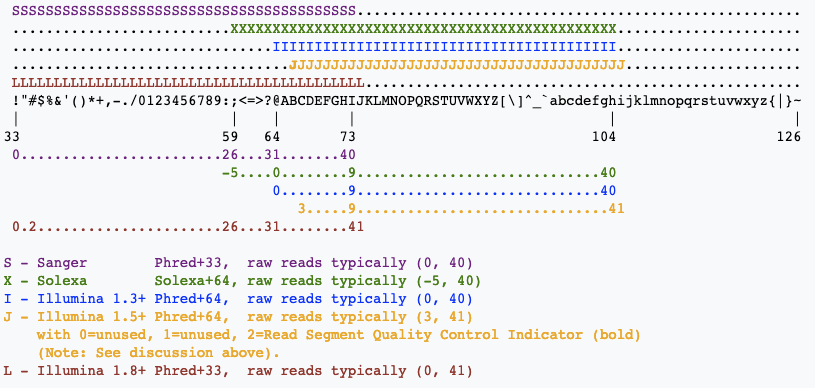 SSSSSSSSSSSSSSSSSSSSSSSSSSSSSSSSSSSSSSSSS.....................................................
..........................XXXXXXXXXXXXXXXXXXXXXXXXXXXXXXXXXXXXXXXXXXXXXX......................
...............................IIIIIIIIIIIIIIIIIIIIIIIIIIIIIIIIIIIIIIIII......................
.................................JJJJJJJJJJJJJJJJJJJJJJJJJJJJJJJJJJJJJJJJ.....................
LLLLLLLLLLLLLLLLLLLLLLLLLLLLLLLLLLLLLLLLLL....................................................
!"#$%&'()*+,-./0123456789:;<=>?@ABCDEFGHIJKLMNOPQRSTUVWXYZ[\]^_`abcdefghijklmnopqrstuvwxyz{|}~
|                         |    |        |                              |                     |
33                        59   64       73                            104                   126
0........................26...31.......40
                         -5....0........9.............................40
                               0........9.............................40
                                  3.....9..............................41
0.2......................26...31........41
S - Sanger        Phred+33,  raw reads typically (0, 40)
X - Solexa        Solexa+64, raw reads typically (-5, 40)
I - Illumina 1.3+ Phred+64,  raw reads typically (0, 40)
J - Illumina 1.5+ Phred+64,  raw reads typically (3, 41)
    with 0=unused, 1=unused, 2=Read Segment Quality Control Indicator (bold)
    (Note: See discussion above).
L - Illumina 1.8+ Phred+33,  raw reads typically (0, 41)